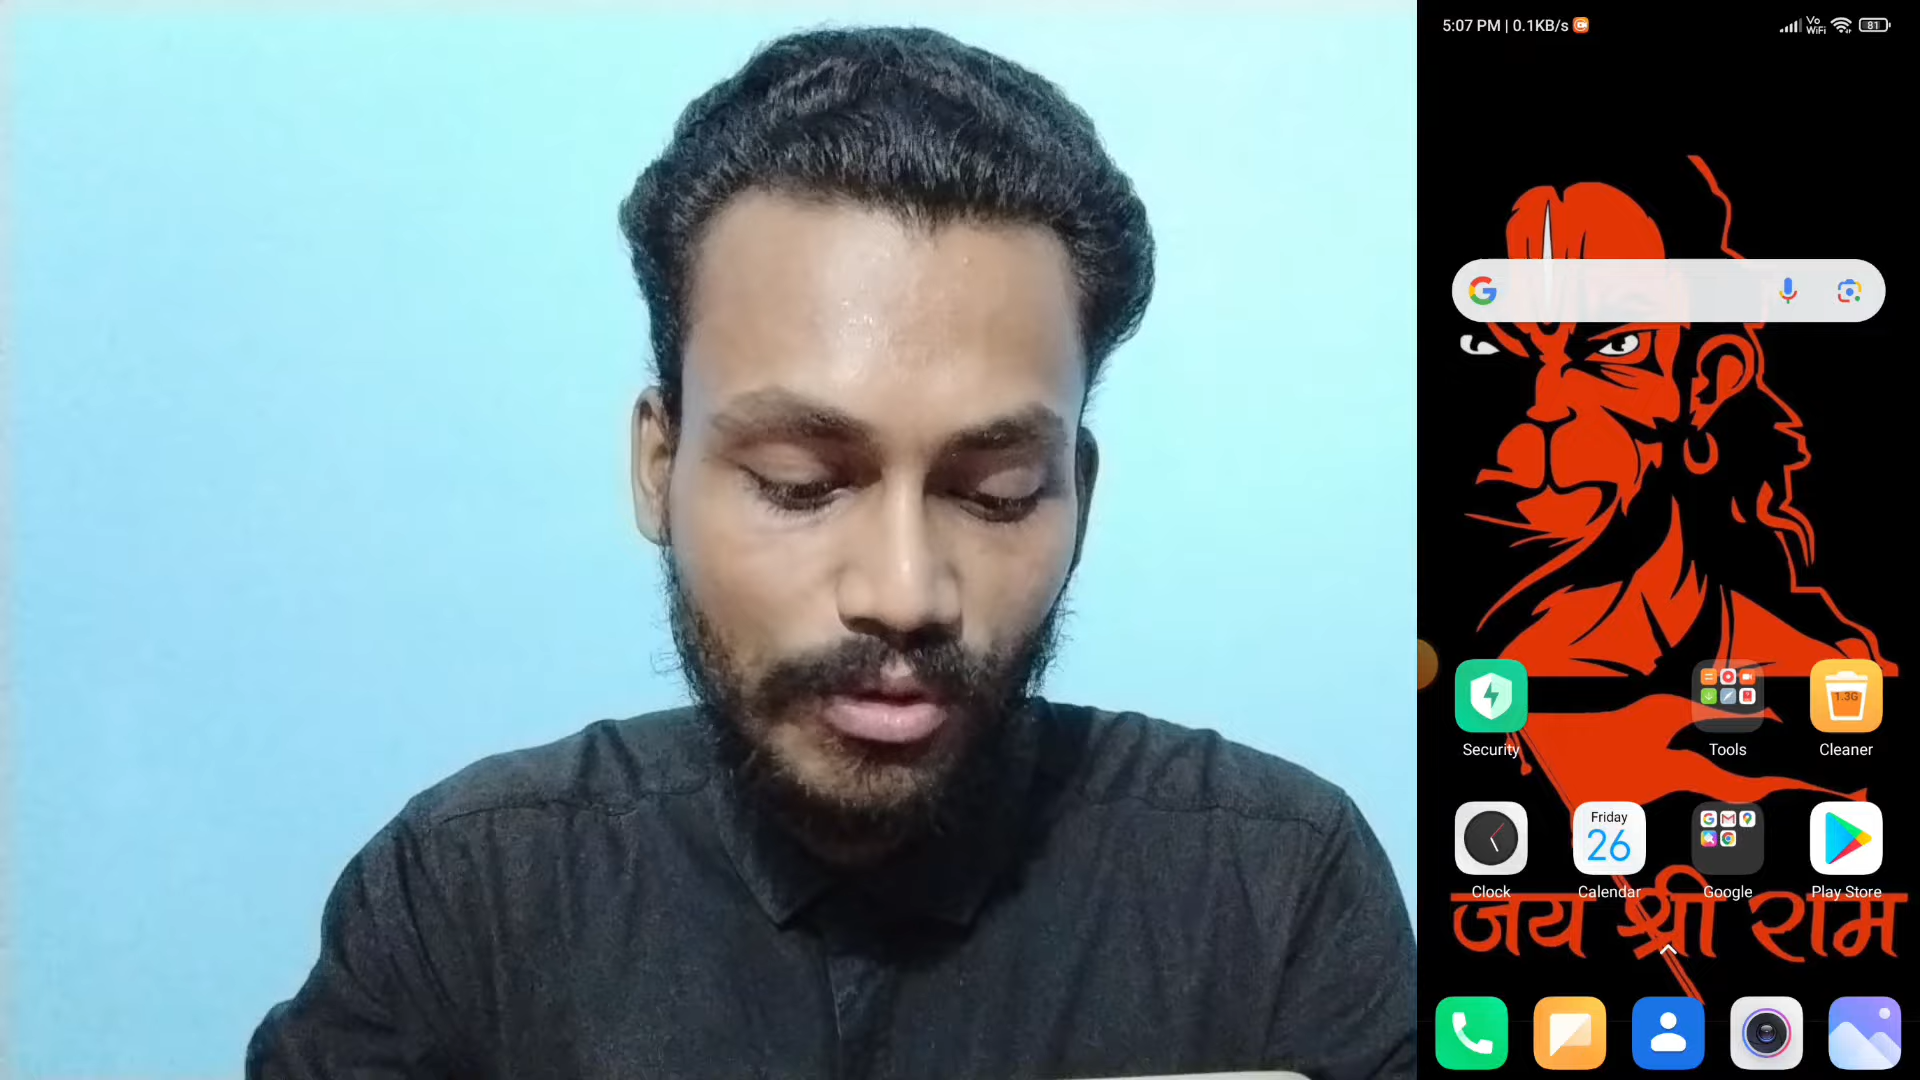 5:07 PM | 0.1KB/s
Vo
WiFi
81
1.3G
Security
Tools
Cleaner
Friday
26
Clock
Calendar
Google
Play Store
जय श्री राम